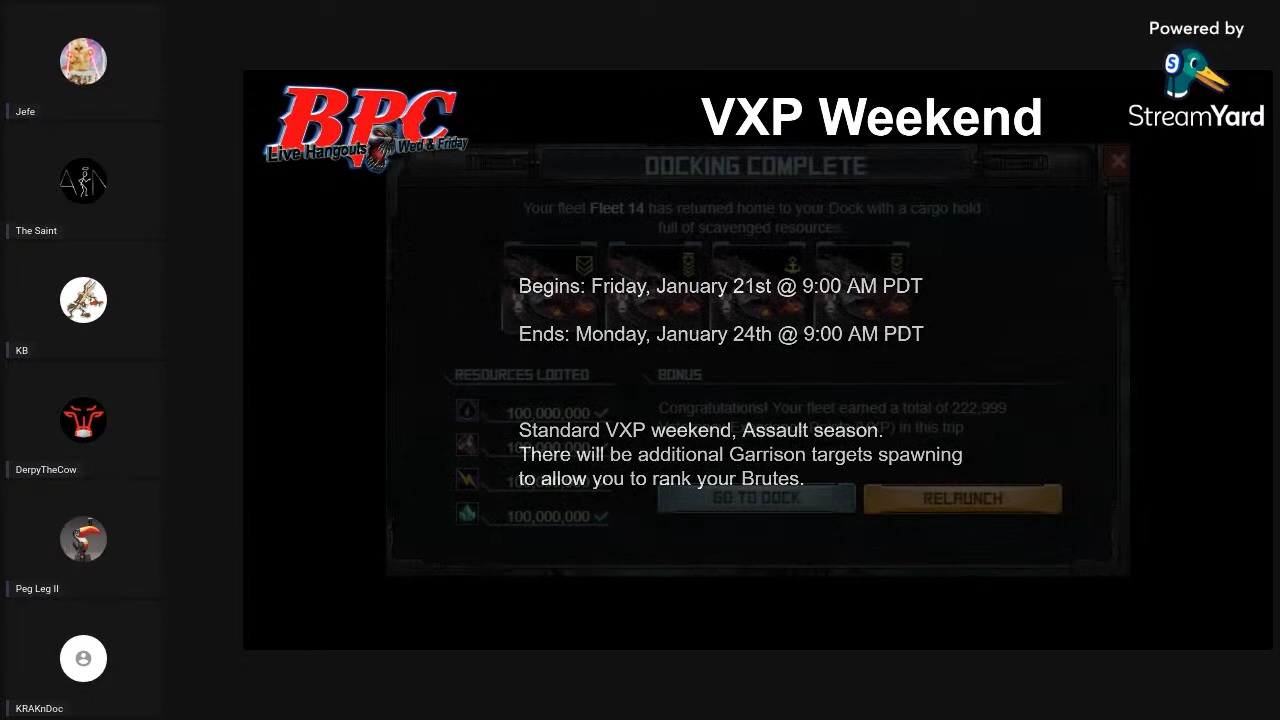 Powered by
StreamYard
Jefe
The Saint
KB
DerpyTheCow
Peg Leg II
KRAKnDoc
BPC
Live Hangouts Wed & Friday
VXP Weekend
DOCKING COMPLETE
Your fleet Fleet 14 has returned home to your Dock with a cargo hold
full of scavenged resources.
Begins: Friday, January 21st @ 9:00 AM PDT
Ends: Monday, January 24th @ 9:00 AM PDT
RESOURCES LOOTED
BONUS
100,000,000
Congratulations! Your fleet earned a total of 222,999
in this trip
Standard VXP weekend, Assault season.
There will be additional Garrison targets spawning
to allow you to rank your Brutes.
GO TO DOCK
RELAUNCH
100,000,000